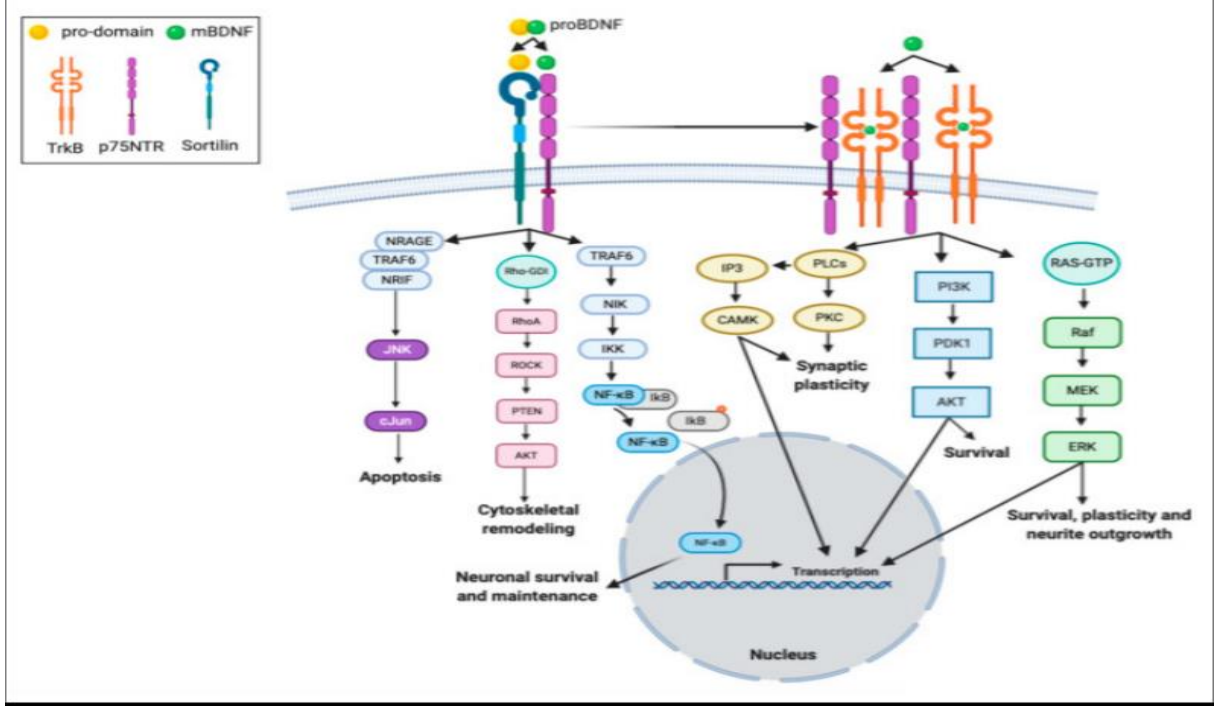 pro-domain
mBDNF
TrkB
p75NTR
Sortilin
proBDNF
NRAGE
TRAF6
NRIF
JNK
cJun
Apoptosis
Rho-GDI
RhoA
ROCK
PTEN
AKT
Cytoskeletal
remodeling
TRAF6
NIK
IKK
NF-κB
IkB
IkB
NF-κB
NF-κB
Neuronal survival
and maintenance
IP3
PLCs
CAMK
PKC
Synaptic
plasticity
PI3K
PDK1
AKT
Survival
RAS-GTP
Raf
MEK
ERK
Survival, plasticity and
neurite outgrowth
Transcription
Nucleus